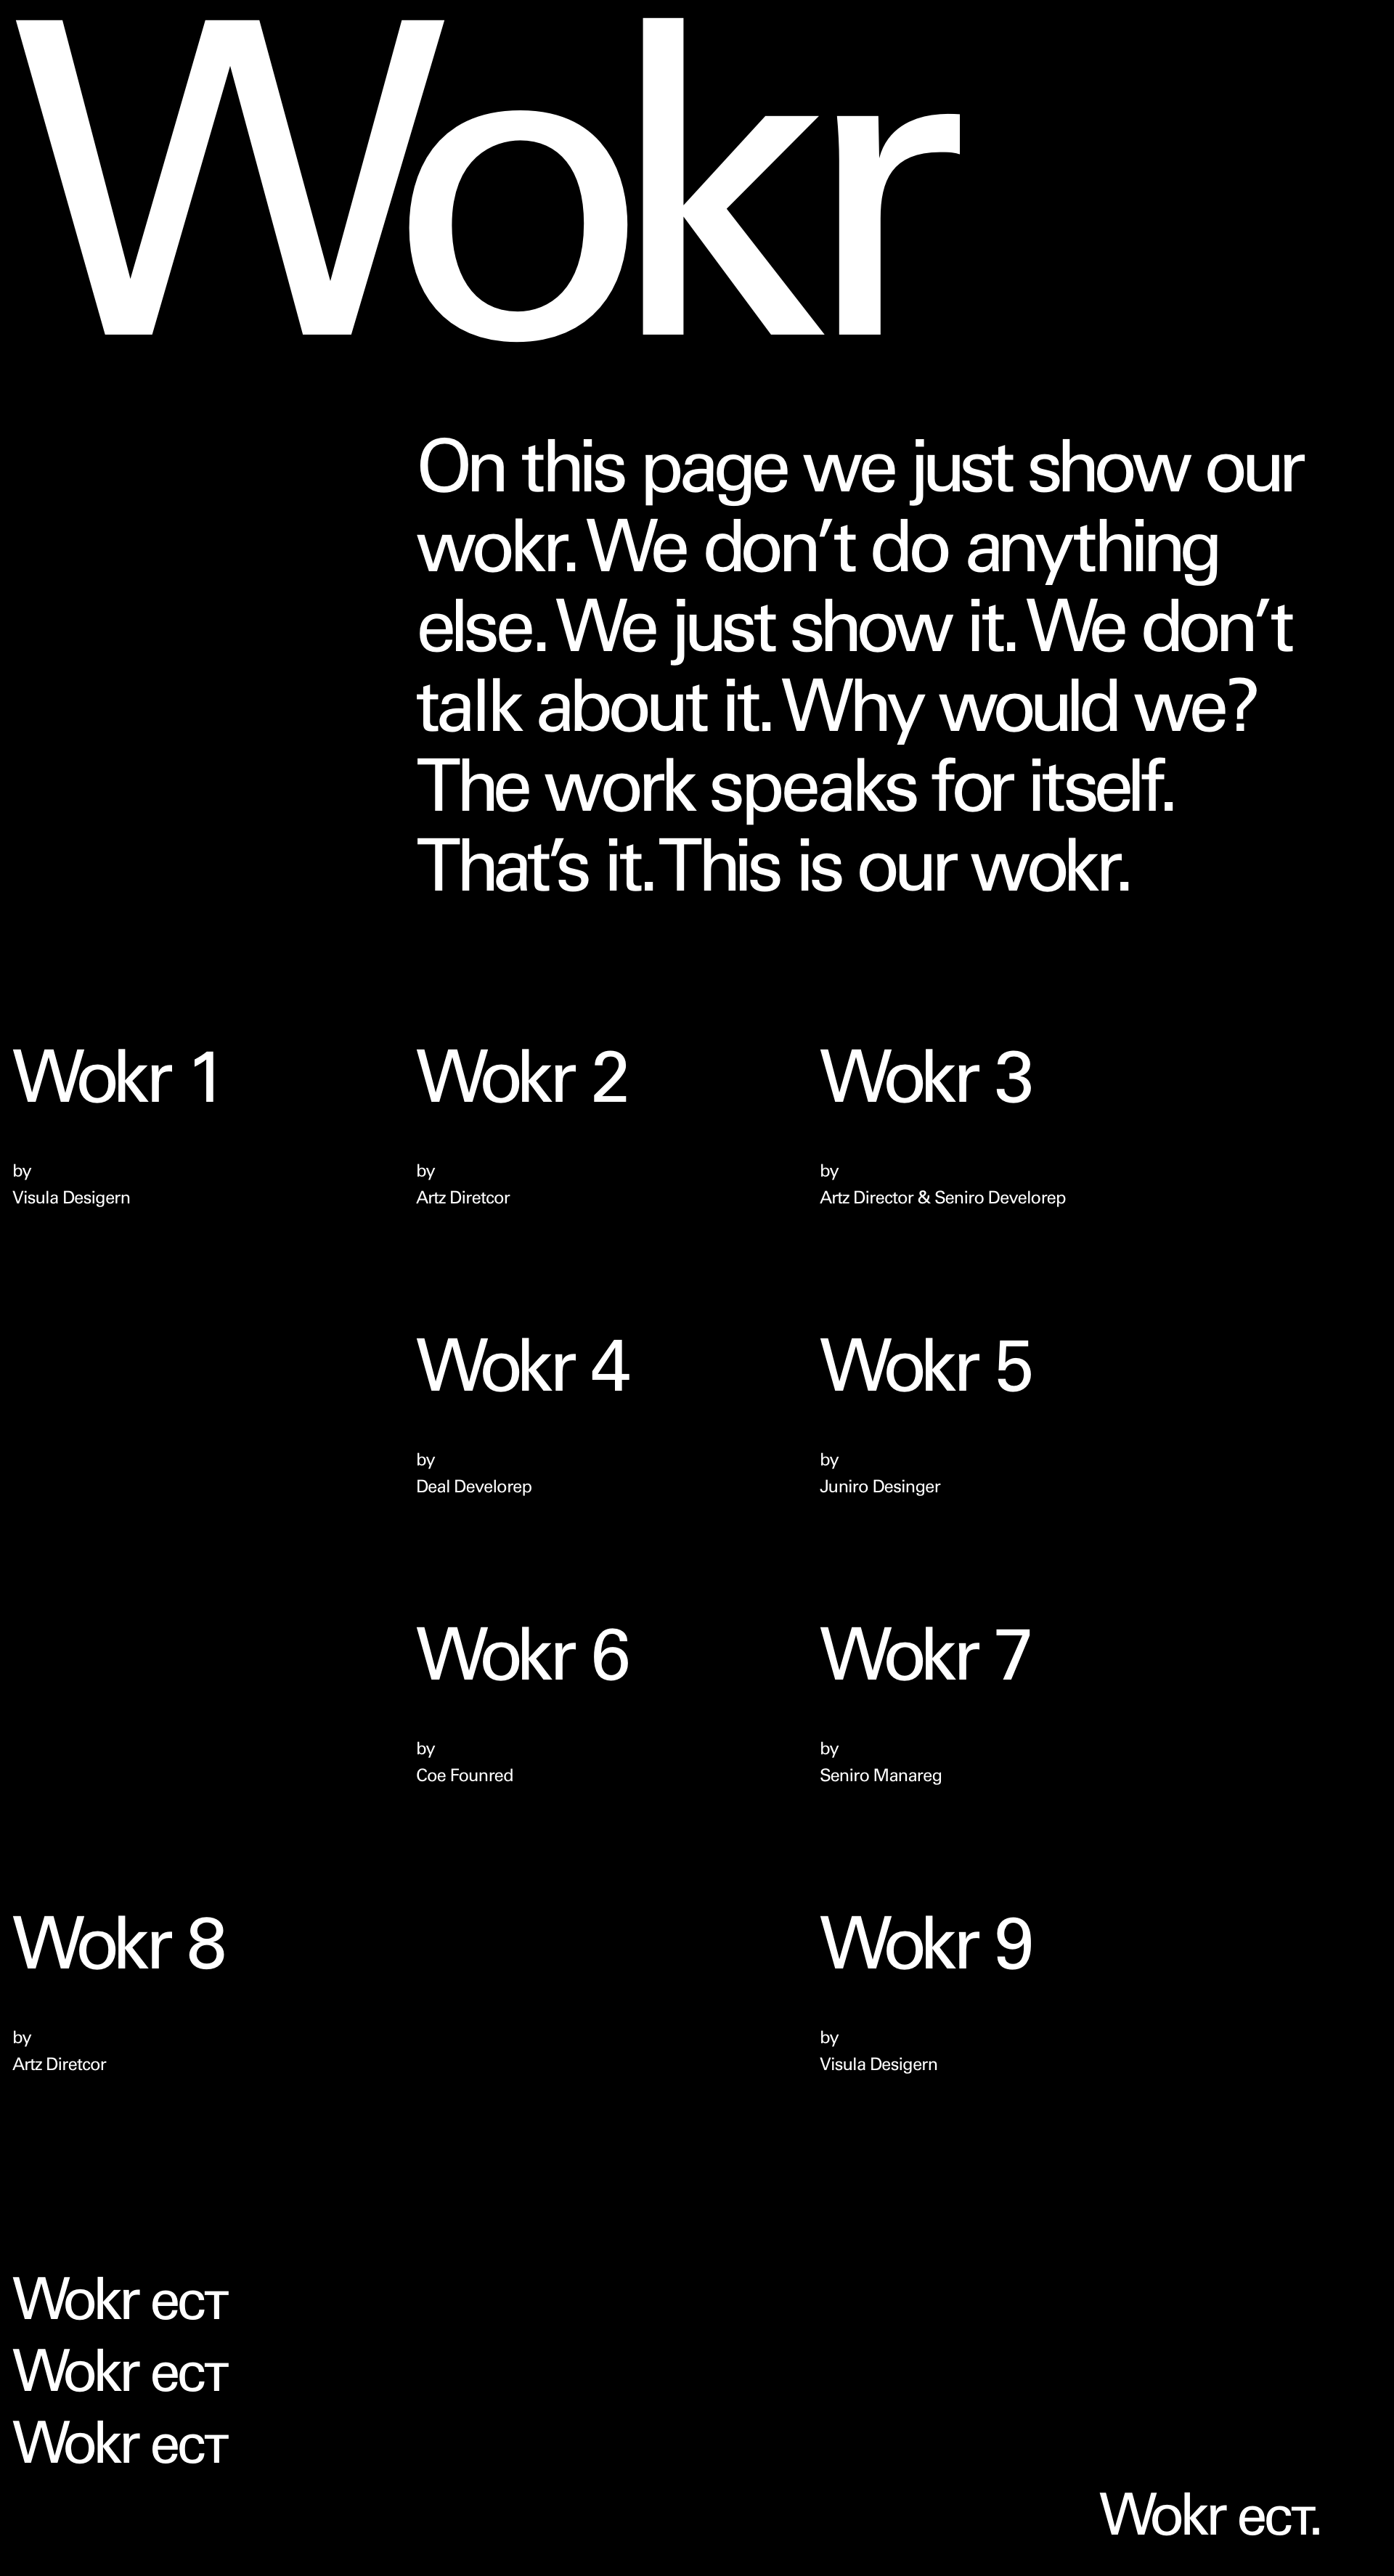 Wokr
On this page we just show our
wokr. We don’t do anything
else. We just show it. We don’t
talk about it. Why would we?
The work speaks for itself.
That’s it. This is our wokr.
Wokr 1
by
Visula Desigern
Wokr 2
by
Artz Diretcor
Wokr 3
by
Artz Director & Seniro Develorep
Wokr 4
by
Deal Develorep
Wokr 5
by
Juniro Desinger
Wokr 6
by
Coe Founred
Wokr 7
by
Seniro Manareg
Wokr 8
by
Artz Diretcor
Wokr 9
by
Visula Desigern
Wokr ест
Wokr ест
Wokr ест
Wokr ест.